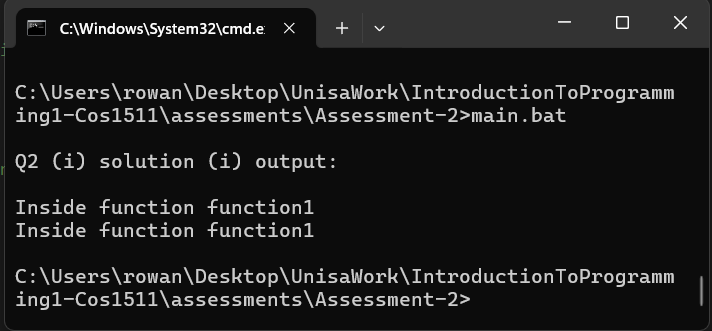 C:\Windows\System32\cmd.e
C:\Users\rowan\Desktop\UnisaWork\IntroductionToProgramm
ing1-Cos1511\assessments\Assessment-2>main.bat
Q2 (i) solution (i) output:
Inside function function1
Inside function function1
C:\Users\rowan\Desktop\UnisaWork\IntroductionToProgramm
ing1-Cos1511\assessments\Assessment-2>